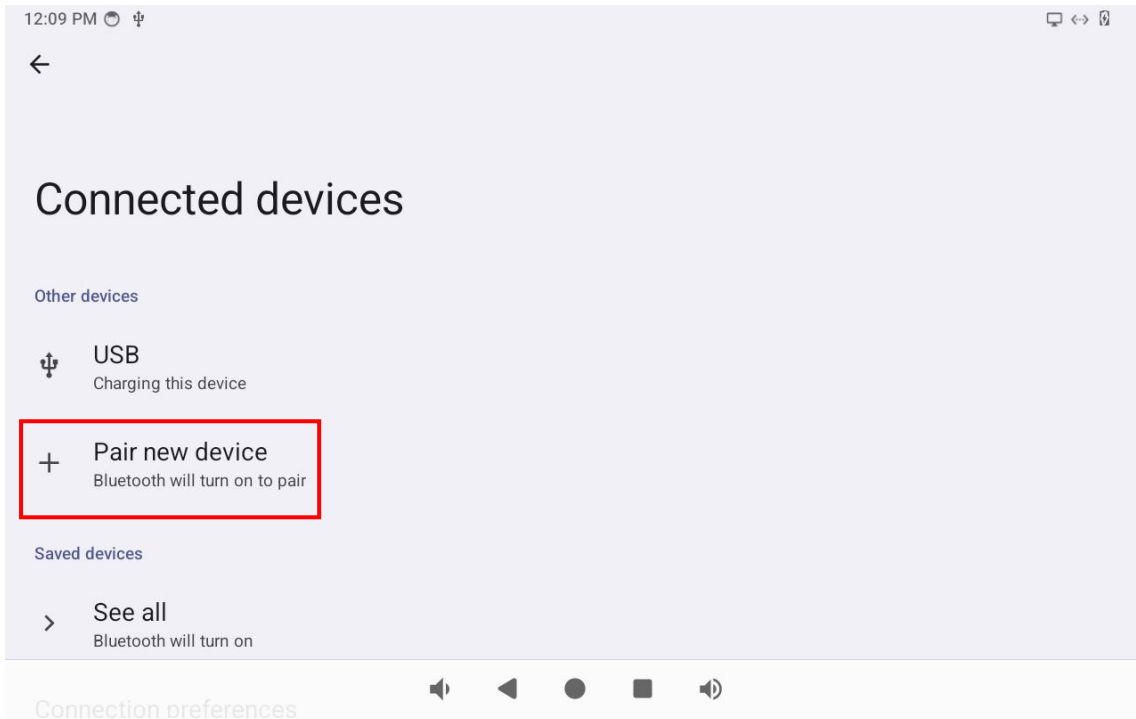 12:09 PM
Connected devices
Other devices
USB
Charging this device
Pair new device
Bluetooth will turn on to pair
Saved devices
See all
Bluetooth will turn on
Connection preferences